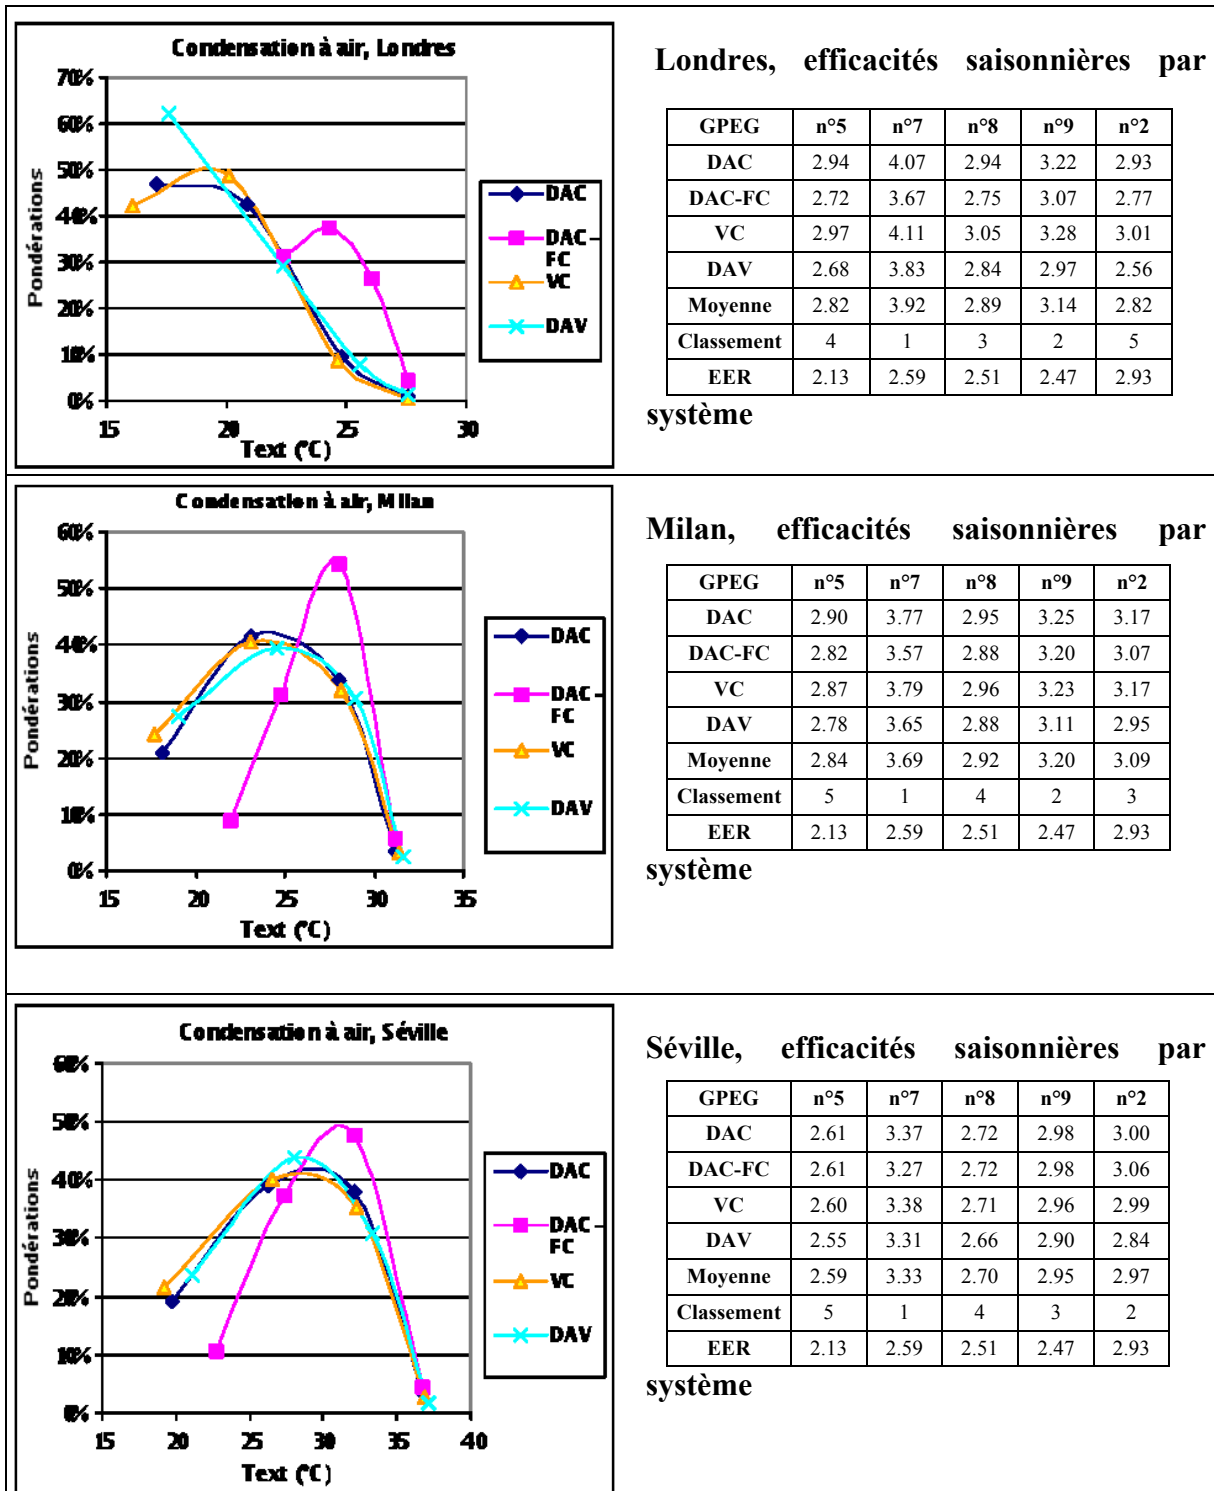 Condensation à air, Londres
Pondérations
70%
60%
50%
40%
30%
20%
10%
0%
15 20 25 30
Text (°C)
DAC
DAC-
FC
VC
DAV
Londres, efficacités saisonnières par
GPEG n°5 n°7 n°8 n°9 n°2
DAC 2.94 4.07 2.94 3.22 2.93
DAC-FC 2.72 3.67 2.75 3.07 2.77
VC 2.97 4.11 3.05 3.28 3.01
DAV 2.68 3.83 2.84 2.97 2.56
Moyenne 2.82 3.92 2.89 3.14 2.82
Classement 4 1 3 2 5
EER 2.13 2.59 2.51 2.47 2.93
système
Condensation à air, Milan
Pondérations
60%
50%
40%
30%
20%
10%
0%
15 20 25 30 35
Text (°C)
DAC
DAC-
FC
VC
DAV
Milan, efficacités saisonnières par
GPEG n°5 n°7 n°8 n°9 n°2
DAC 2.90 3.77 2.95 3.25 3.17
DAC-FC 2.82 3.57 2.88 3.20 3.07
VC 2.87 3.79 2.96 3.23 3.17
DAV 2.78 3.65 2.88 3.11 2.95
Moyenne 2.84 3.69 2.92 3.20 3.09
Classement 5 1 4 2 3
EER 2.13 2.59 2.51 2.47 2.93
système
Condensation à air, Séville
Pondérations
60%
50%
40%
30%
20%
10%
0%
15 20 25 30 35 40
Text (°C)
DAC
DAC-
FC
VC
DAV
Séville, efficacités saisonnières par
GPEG n°5 n°7 n°8 n°9 n°2
DAC 2.61 3.37 2.72 2.98 3.00
DAC-FC 2.61 3.27 2.72 2.98 3.06
VC 2.60 3.38 2.71 2.96 2.99
DAV 2.55 3.31 2.66 2.90 2.84
Moyenne 2.59 3.33 2.70 2.95 2.97
Classement 5 1 4 3 2
EER 2.13 2.59 2.51 2.47 2.93
système